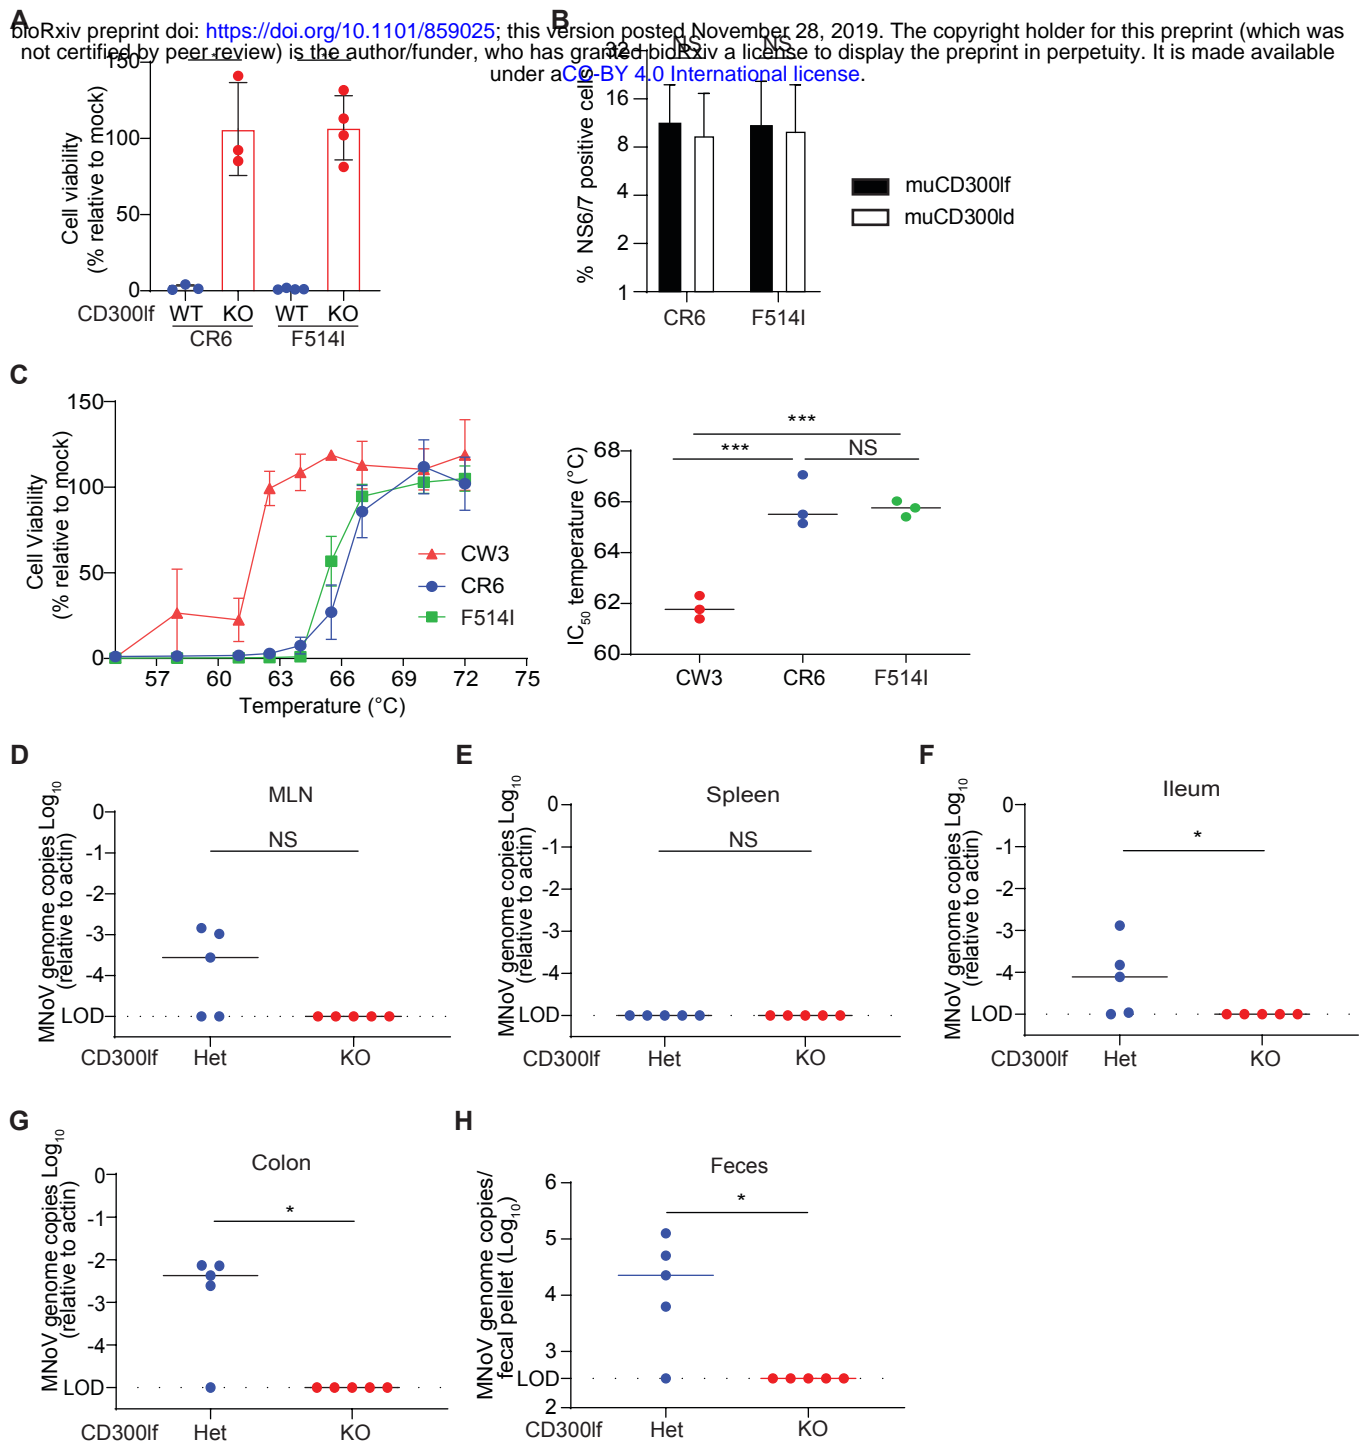 A
B
bioRxiv preprint doi: https://doi.org/10.1101/859025; this version posted November 28, 2019. The copyright holder for this preprint (which was
not certified by peer review) is the author/funder, who has granted bioRxiv a license to display the preprint in perpetuity. It is made available
under aCC-BY 4.0 International license.
Cell viability
(% relative to mock)
150
100
50
0
CD300lf WT KO WT KO
CR6 F514I
% NS6/7 positive cells
NS NS
32
16
8
4
2
1
CR6 F514I
muCD300lf
muCD300ld
C
Cell Viability
(% relative to mock)
150
100
50
0
57 60 63 66 69 72 75
Temperature (°C)
CW3
CR6
F514I
IC50 temperature (°C)
***
*** NS
68
66
64
62
60
CW3 CR6 F514I
D
MNoV genome copies Log10
(relative to actin)
MLN
NS
0
-1
-2
-3
-4
LOD
CD300lf Het KO
E
MNoV genome copies Log10
(relative to actin)
Spleen
NS
0
-1
-2
-3
-4
LOD
CD300lf Het KO
F
MNoV genome copies Log10
(relative to actin)
Ileum
*
0
-1
-2
-3
-4
LOD
CD300lf Het KO
G
MNoV genome copies Log10
(relative to actin)
Colon
*
0
-1
-2
-3
-4
LOD
CD300lf Het KO
H
MNoV genome copies/
fecal pellet (Log10)
Feces
*
6
5
4
3
LOD
2
CD300lf Het KO